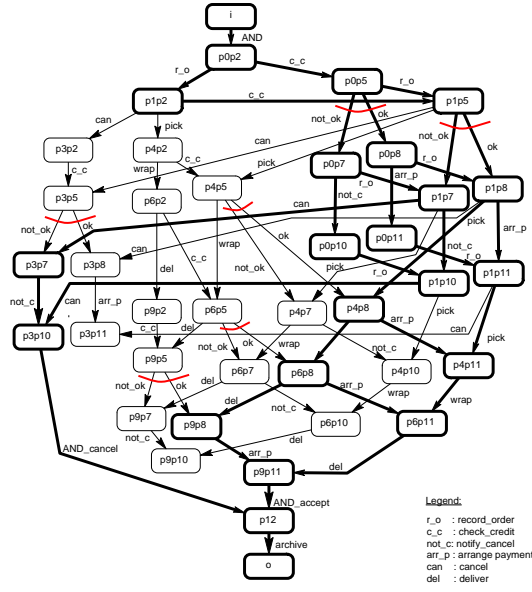 i
AND
p0p2
c_c
r_o
p0p5
r_o
p1p2
c_c
p1p5
can
pick
not_ok
ok
not_ok
ok
p3p2
p4p2
can
pick
p0p7
p0p8
r_o
c_c
wrap
c_c
r_o
arr_p
p3p5
p6p2
p4p5
not_c
p1p7
p1p8
can
pick
arr_p
not_ok
ok
wrap
ok
p0p10
p0p11
not_c
r_o
p3p7
p3p8
can
del
c_c
not_ok
pick
r_o
p1p10
p1p11
not_c
can
arr_p
pick
p3p10
p3p11
p9p2
p6p5
p4p7
p4p8
arr_p
can
pick
c_c
del
not_ok
ok
wrap
not_c
p9p5
p6p7
p6p8
p4p10
p4p11
not_ok
ok
del
del
not_c
arr_p
wrap
wrap
p9p7
p9p8
p6p10
p6p11
not_c
del
p9p10
arr_p
AND_cancel
p9p11
del
AND_accept
p12
archive
o
Legend:
r_o : record_order
c_c : check_credit
not_c: notify_cancel
arr_p : arrange payment
can : cancel
del : deliver